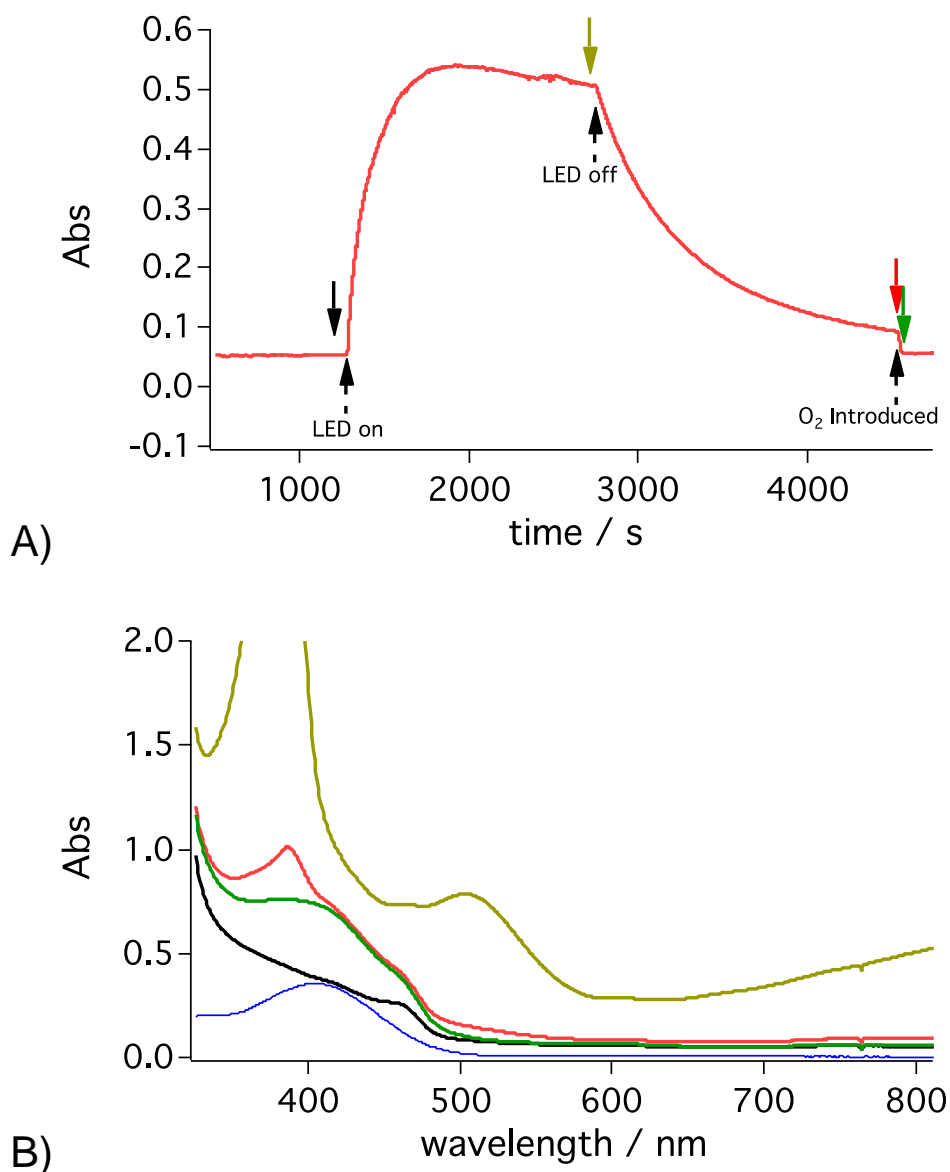 0.6
0.5
0.4
0.3
0.2
0.1
0.0
-0.1
Abs
LED off
LED on
O₂ Introduced
1000 2000 3000 4000
time / s
A)
2.0
1.5
1.0
0.5
0.0
Abs
400 500 600 700 800
wavelength / nm
B)